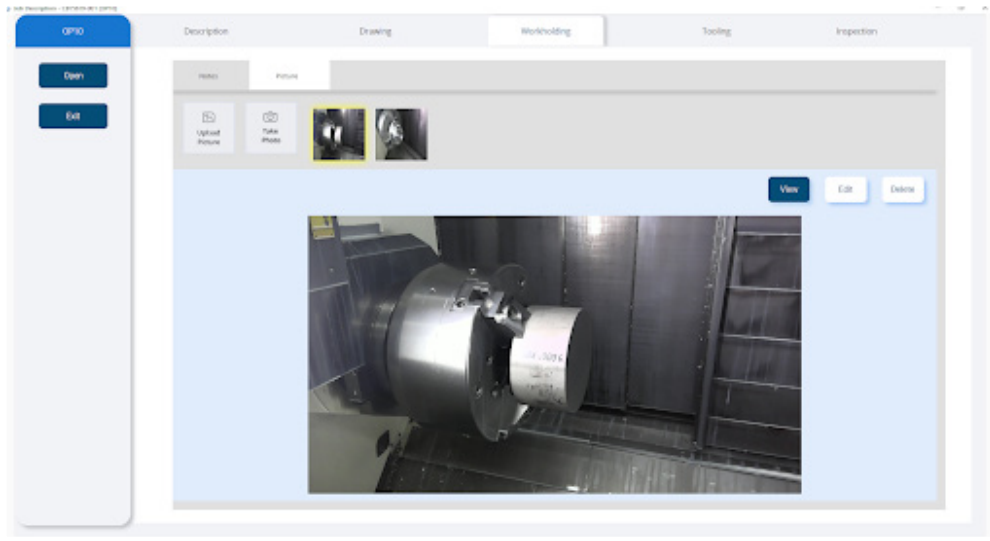 OP10
Description
Drawing
Workholding
Tooling
Inspection
Open
Exit
Notes
Picture
Upload
Picture
Take
Photo
View
Edit
Delete